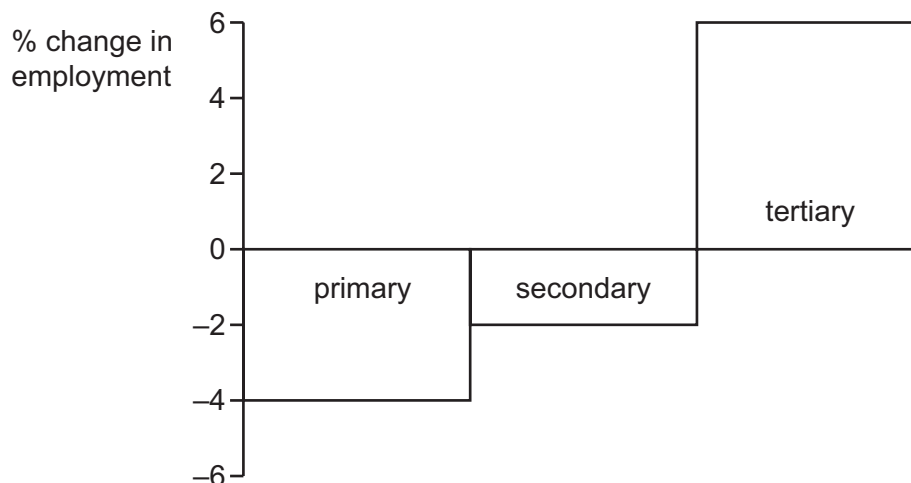 % change in
employment
6
4
2
0
–2
–4
–6
primary
secondary
tertiary